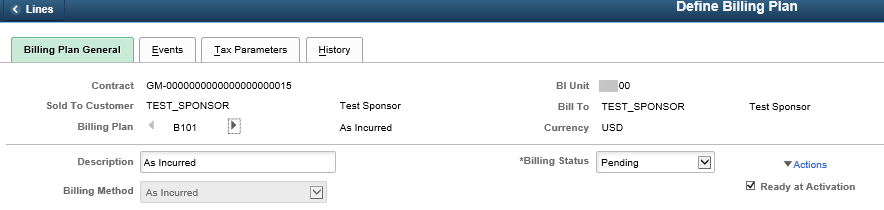 Lines
Define Billing Plan
Billing Plan General Events Tax Parameters History
Contract GM-0000000000000000000015 BI Unit 00
Sold To Customer TEST_SPONSOR Test Sponsor Bill To TEST_SPONSOR Test Sponsor
Billing Plan B101 As Incurred Currency USD
Description As Incurred *Billing Status Pending Actions
Billing Method As Incurred Ready at Activation